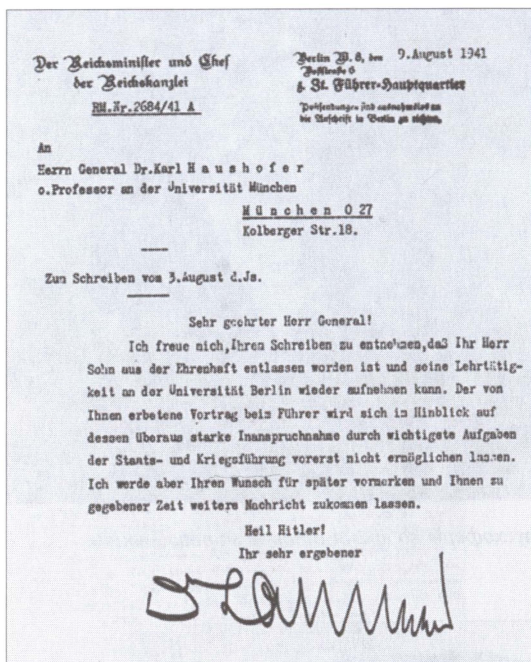 Der Reichsminister und Chef
der Reichskanzlei
RM.Nr.2684/41 A
Berlin W. 8, den 9.August 1941
Voßstraße 6
z. Zt. Führer-Hauptquartier
Postsendungen sind ausnahmslos an
die Anschrift in Berlin zu richten.
An
Herrn General Dr.Karl H a u s h o f e r
o.Professor an der Universität München
M ü n c h e n O 27
Kolberger Str.18.
Zum Schreiben vom 3.August d.Js.
Sehr geehrter Herr General!
Ich freue mich,Ihrem Schreiben zu entnehmen,daß Ihr Herr
Sohn aus der Ehrenhaft entlassen worden ist und seine Lehrtätig-
keit an der Universität Berlin wieder aufnehmen kann. Der von
Ihnen erbetene Vortrag beim Führer wird sich im Hinblick auf
dessen überaus starke Inanspruchnahme durch wichtigste Aufgaben
der Staats- und Kriegsführung vorerst nicht ermöglichen lassen.
Ich werde aber Ihren Wunsch für später vormerken und Ihnen zu
gegebener Zeit weitere Nachricht zukommen lassen.
Heil Hitler!
Ihr sehr ergebener